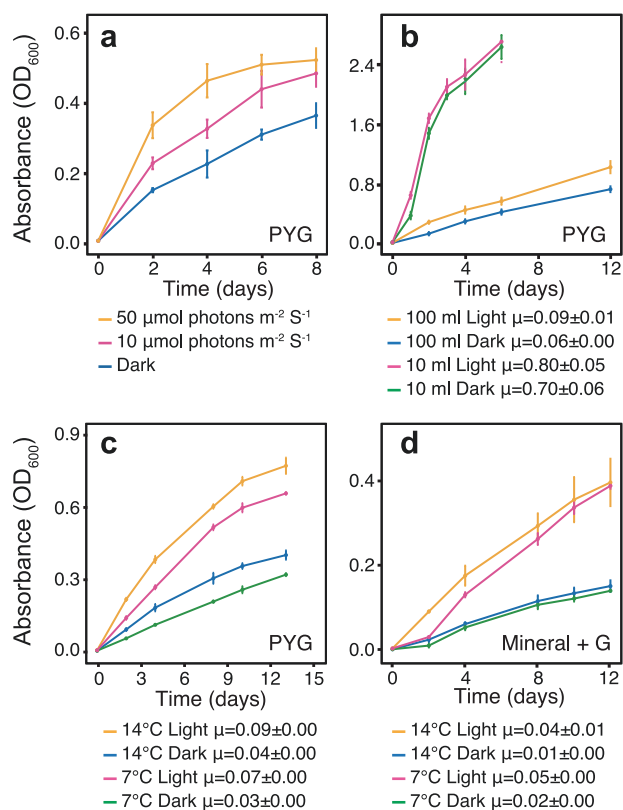 a
0.6
0.4
0.2
0.0
Absorbance (OD₆₀₀)
0 2 4 6 8
PYG
Time (days)
50 μmol photons m⁻² S⁻¹
10 μmol photons m⁻² S⁻¹
Dark
b
2.4
1.6
0.8
0.0
0 4 8 12
PYG
Time (days)
100 ml Light μ=0.09±0.01
100 ml Dark μ=0.06±0.00
10 ml Light μ=0.80±0.05
10 ml Dark μ=0.70±0.06
c
0.9
0.6
0.3
0.0
Absorbance (OD₆₀₀)
0 3 6 9 12 15
PYG
Time (days)
14°C Light μ=0.09±0.00
14°C Dark μ=0.04±0.00
7°C Light μ=0.07±0.00
7°C Dark μ=0.03±0.00
d
0.4
0.2
0.0
0 4 8 12
Mineral + G
Time (days)
14°C Light μ=0.04±0.01
14°C Dark μ=0.01±0.00
7°C Light μ=0.05±0.00
7°C Dark μ=0.02±0.00